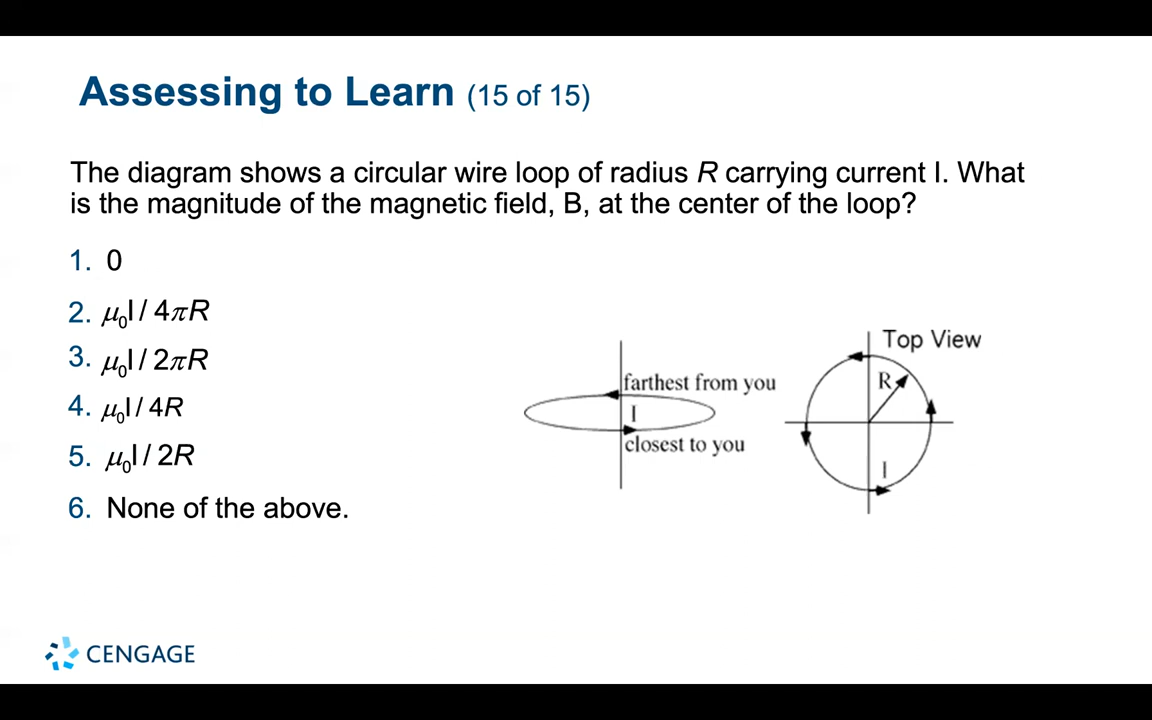 Assessing to Learn (15 of 15)
The diagram shows a circular wire loop of radius R carrying current I. What
is the magnitude of the magnetic field, B, at the center of the loop?
1. 0
2. μ₀I / 4πR
3. μ₀I / 2πR
4. μ₀I / 4R
5. μ₀I / 2R
6. None of the above.
farthest from you
I
closest to you
Top View
R
I
CENGAGE